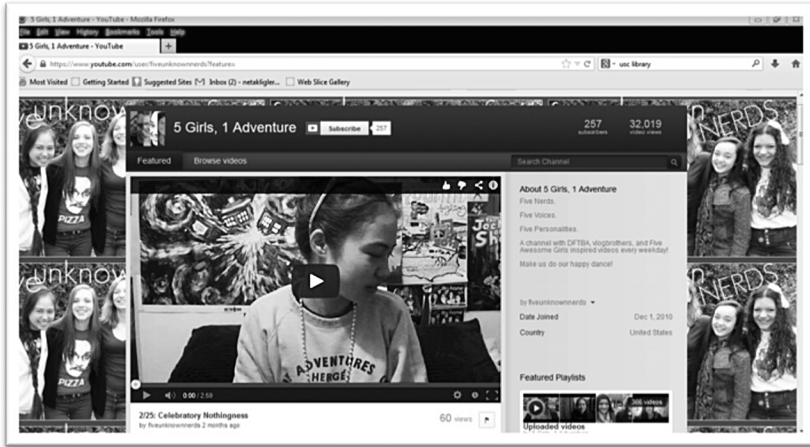 5 Girls, 1 Adventure - YouTube - Mozilla Firefox
File Edit View History Bookmarks Tools Help
5 Girls, 1 Adventure - YouTube
https://www.youtube.com/user/fiveunknownnerds?feature=
usc library
Most Visited Getting Started Suggested Sites Inbox (2) - netakligler... Web Slice Gallery
unknow
NERDS
5 Girls, 1 Adventure
Subscribe 257
257 subscribers
32,019 video views
Featured Browse videos
Search Channel
About 5 Girls, 1 Adventure
Five Nerds.
Five Voices.
Five Personalities.
A channel with DFTBA, vlogbrothers, and Five
Awesome Girls inspired videos every weekday!
Make us do our happy dance!
by fiveunknownnerds
Date Joined Dec 1, 2010
Country United States
Featured Playlists
366 videos
Uploaded videos
PIZZA
ADVENTURES
HERGÉ
0:00 / 2:59
2/25: Celebratory Nothingness
by fiveunknownnerds 2 months ago
60 views
unknow
NERDS
PIZZA